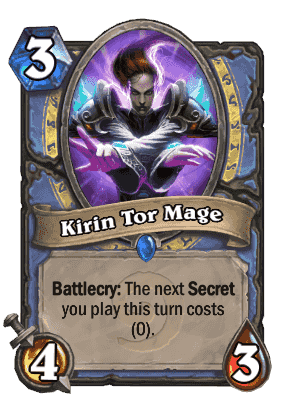 3
Kirin Tor Mage
Battlecry: The next Secret
you play this turn costs
(0).
4
3